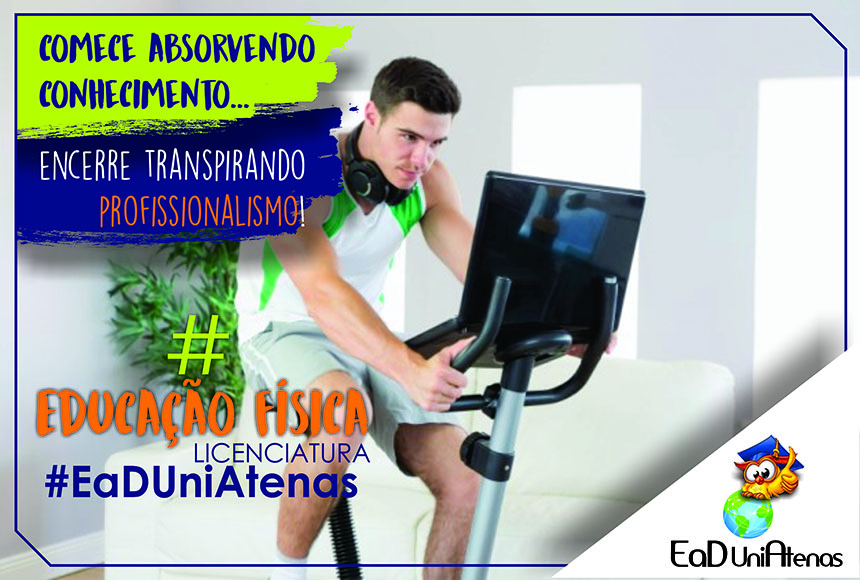 COMECE ABSORVENDO
CONHECIMENTO...
ENCERRE TRANSPIRANDO
PROFISSIONALISMO!
#
EDUCAÇÃO FÍSICA
LICENCIATURA
#EaDUniAtenas
EaD UniAtenas